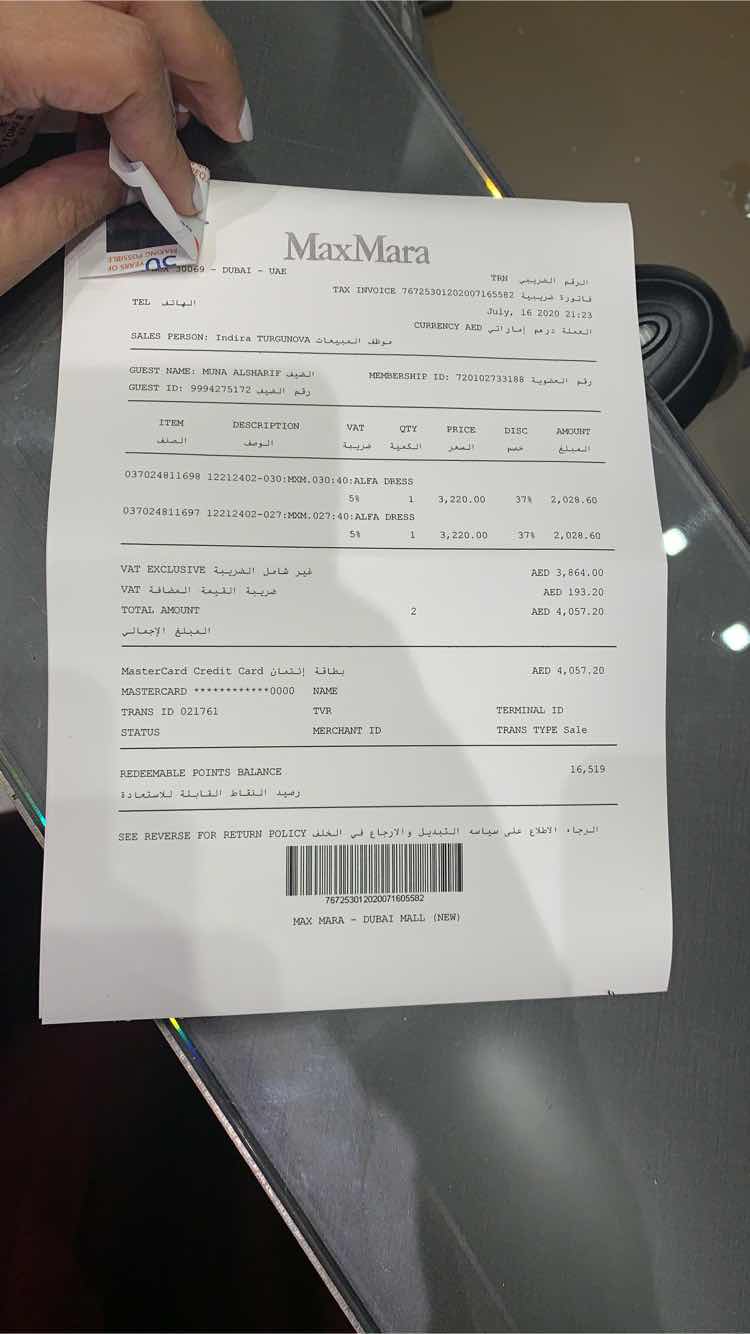 MaxMara
30069 - DUBAI - UAE
TRN الرقم الضريبي
TAX INVOICE 76725301202007165582 فاتورة ضريبية
TEL الهاتف
July, 16 2020 21:23
CURRENCY AED العملة درهم إماراتي
SALES PERSON: Indira TURGUNOVA موظف المبيعات
GUEST NAME: MUNA ALSHARIF الضيف
MEMBERSHIP ID: 720102733188 رقم العضوية
GUEST ID: 9994275172 رقم الضيف
ITEM DESCRIPTION VAT QTY PRICE DISC AMOUNT
الصنف الوصف ضريبة الكمية السعر خصم المبلغ
037024811698 12212402-030:MXM.030:40:ALFA DRESS
5% 1 3,220.00 37% 2,028.60
037024811697 12212402-027:MXM.027:40:ALFA DRESS
5% 1 3,220.00 37% 2,028.60
VAT EXCLUSIVE غير شامل الضريبة AED 3,864.00
VAT ضريبة القيمة المضافة AED 193.20
TOTAL AMOUNT 2 AED 4,057.20
المبلغ الإجمالي
MasterCard Credit Card بطاقة إئتمان AED 4,057.20
MASTERCARD ************0000 NAME
TRANS ID 021761 TVR TERMINAL ID
STATUS MERCHANT ID TRANS TYPE Sale
REDEEMABLE POINTS BALANCE 16,519
رصيد النقاط القابلة للاستعادة
SEE REVERSE FOR RETURN POLICY الرجاء الاطلاع على سياسه التبديل والارجاع في الخلف
76725301202071605582
MAX MARA - DUBAI MALL (NEW)
YEARS OF
MAKING POSSIBLE